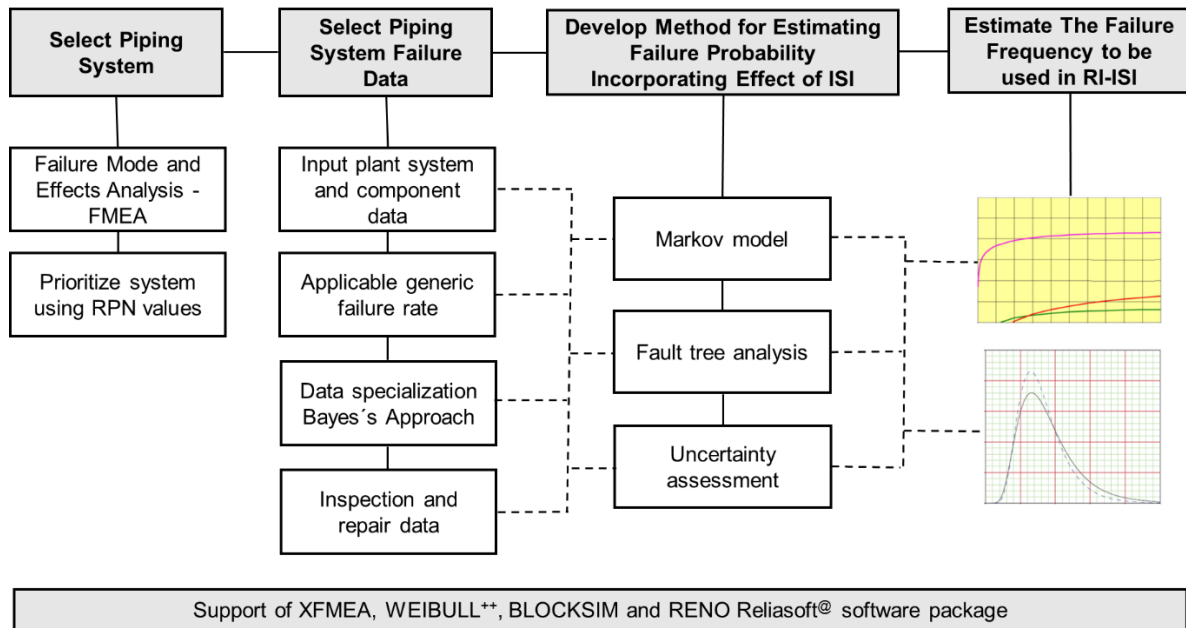 Select Piping
System
Select Piping
System Failure
Data
Develop Method for Estimating
Failure Probability
Incorporating Effect of ISI
Estimate The Failure
Frequency to be
used in RI-ISI
Failure Mode and
Effects Analysis -
FMEA
Prioritize system
using RPN values
Input plant system
and component
data
Applicable generic
failure rate
Data specialization
Bayes´s Approach
Inspection and
repair data
Markov model
Fault tree analysis
Uncertainty
assessment
Support of XFMEA, WEIBULL++, BLOCKSIM and RENO Reliasoft@ software package